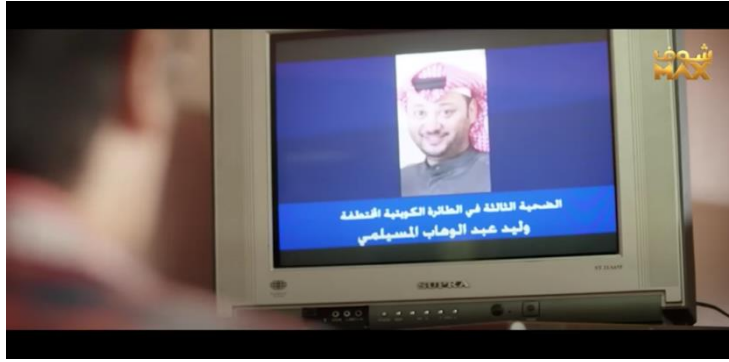 شوف
MAX
الضحية الثالثة في الطائرة الكويتية المختطفة
وليد عبد الوهاب المسيلمي
SUPRA